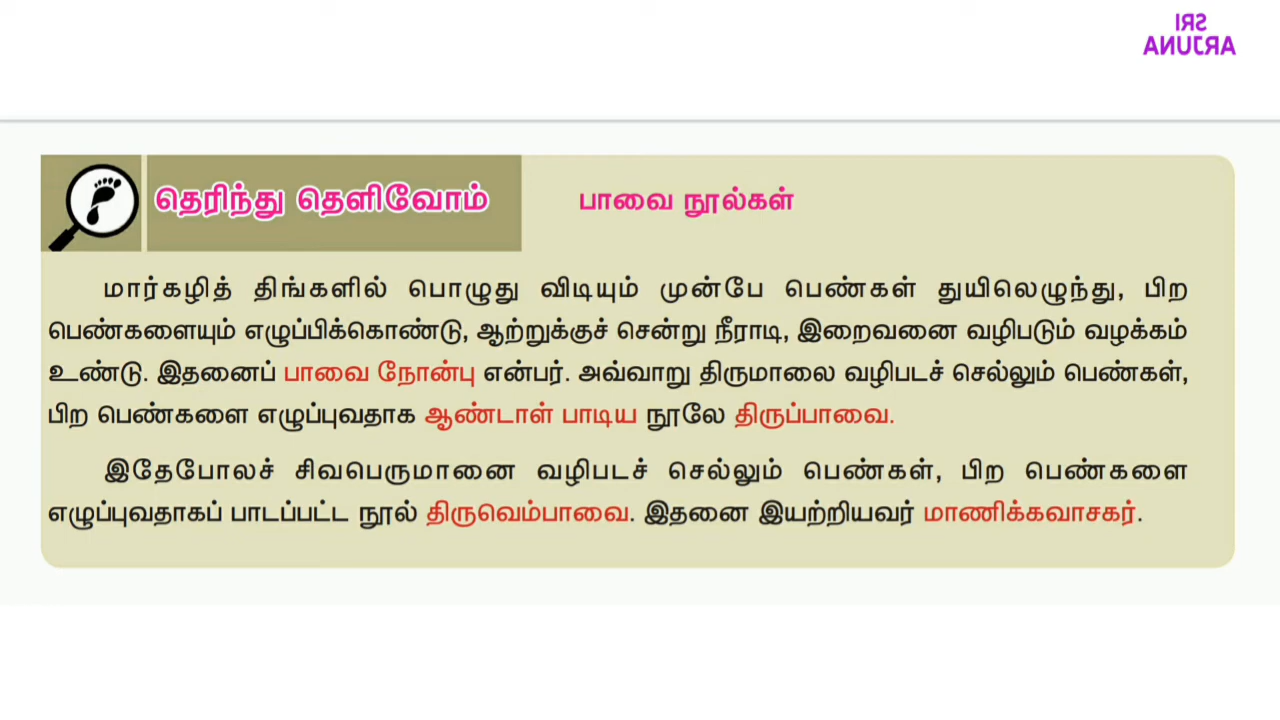 SRI
ARJUNA
தெரிந்து தெளிவோம்
பாவை நூல்கள்
மார்கழித் திங்களில் பொழுது விடியும் முன்பே பெண்கள் துயிலெழுந்து, பிற
பெண்களையும் எழுப்பிக்கொண்டு, ஆற்றுக்குச் சென்று நீராடி, இறைவனை வழிபடும் வழக்கம்
உண்டு. இதனைப் பாவை நோன்பு என்பர். அவ்வாறு திருமாலை வழிபடச் செல்லும் பெண்கள்,
பிற பெண்களை எழுப்புவதாக ஆண்டாள் பாடிய நூலே திருப்பாவை.
இதேபோலச் சிவபெருமானை வழிபடச் செல்லும் பெண்கள், பிற பெண்களை
எழுப்புவதாகப் பாடப்பட்ட நூல் திருவெம்பாவை. இதனை இயற்றியவர் மாணிக்கவாசகர்.